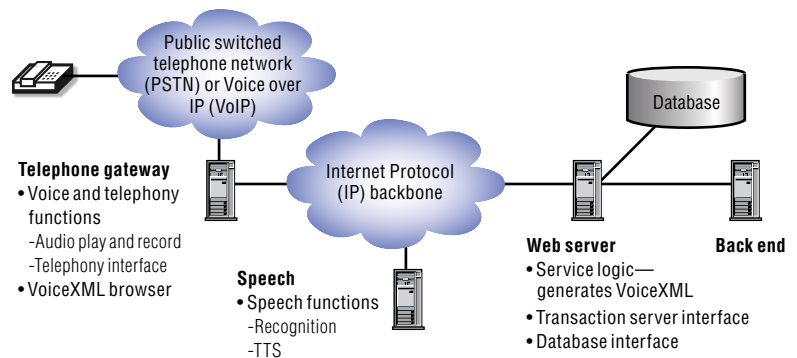 Public switched
telephone network
(PSTN) or Voice over
IP (VoIP)
Database
Telephone gateway
• Voice and telephony
functions
-Audio play and record
-Telephony interface
• VoiceXML browser
Internet Protocol
(IP) backbone
Speech
• Speech functions
-Recognition
-TTS
Web server
• Service logic—
generates VoiceXML
• Transaction server interface
• Database interface
Back end